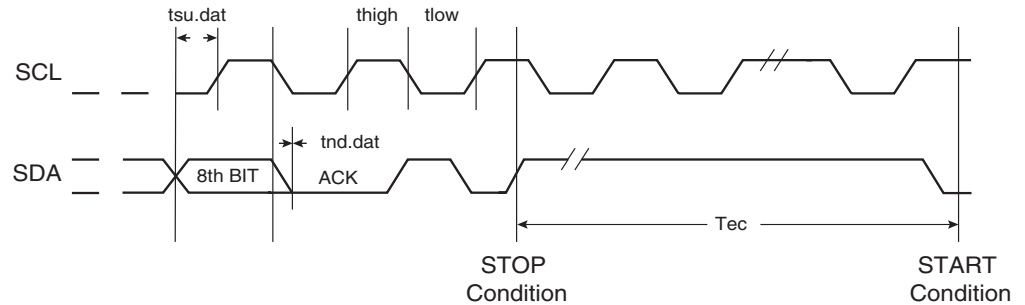 tsu.dat
thigh
tlow
SCL
tnd.dat
SDA
8th BIT
ACK
Tec
STOP
Condition
START
Condition